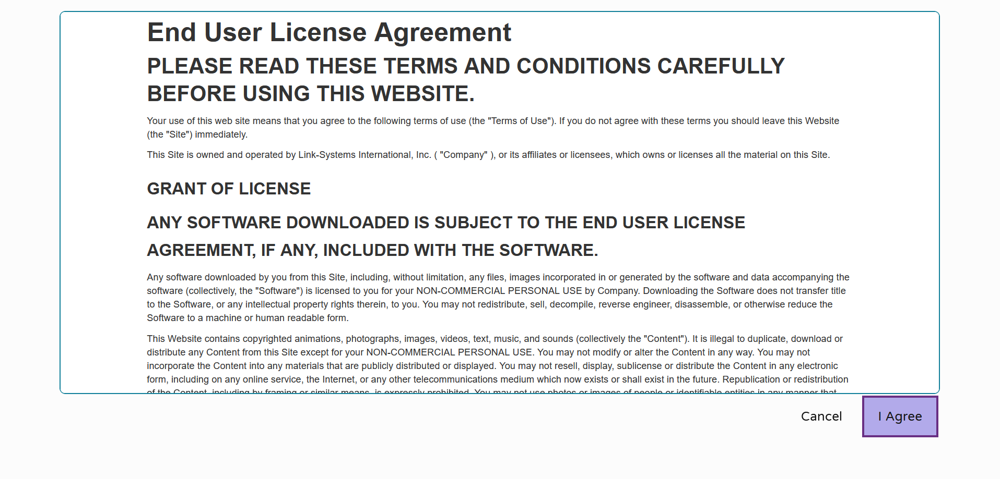 End User License Agreement
PLEASE READ THESE TERMS AND CONDITIONS CAREFULLY
BEFORE USING THIS WEBSITE.
Your use of this web site means that you agree to the following terms of use (the "Terms of Use"). If you do not agree with these terms you should leave this Website
(the "Site") immediately.
This Site is owned and operated by Link-Systems International, Inc. ( "Company" ), or its affiliates or licensees, which owns or licenses all the material on this Site.
GRANT OF LICENSE
ANY SOFTWARE DOWNLOADED IS SUBJECT TO THE END USER LICENSE
AGREEMENT, IF ANY, INCLUDED WITH THE SOFTWARE.
Any software downloaded by you from this Site, including, without limitation, any files, images incorporated in or generated by the software and data accompanying the
software (collectively, the "Software") is licensed to you for your NON-COMMERCIAL PERSONAL USE by Company. Downloading the Software does not transfer title
to the Software, or any intellectual property rights therein, to you. You may not redistribute, sell, decompile, reverse engineer, disassemble, or otherwise reduce the
Software to a machine or human readable form.
This Website contains copyrighted animations, photographs, images, videos, text, music, and sounds (collectively the "Content"). It is illegal to duplicate, download or
distribute any Content from this Site except for your NON-COMMERCIAL PERSONAL USE. You may not modify or alter the Content in any way. You may not
incorporate the Content into any materials that are publicly distributed or displayed. You may not resell, display, sublicense or distribute the Content in any electronic
form, including on any online service, the Internet, or any other telecommunications medium which now exists or shall exist in the future. Republication or redistribution
of the Content, including by framing or similar means, is expressly prohibited. You may not use photos or images of people or identifiable entities in any manner that
Cancel
I Agree